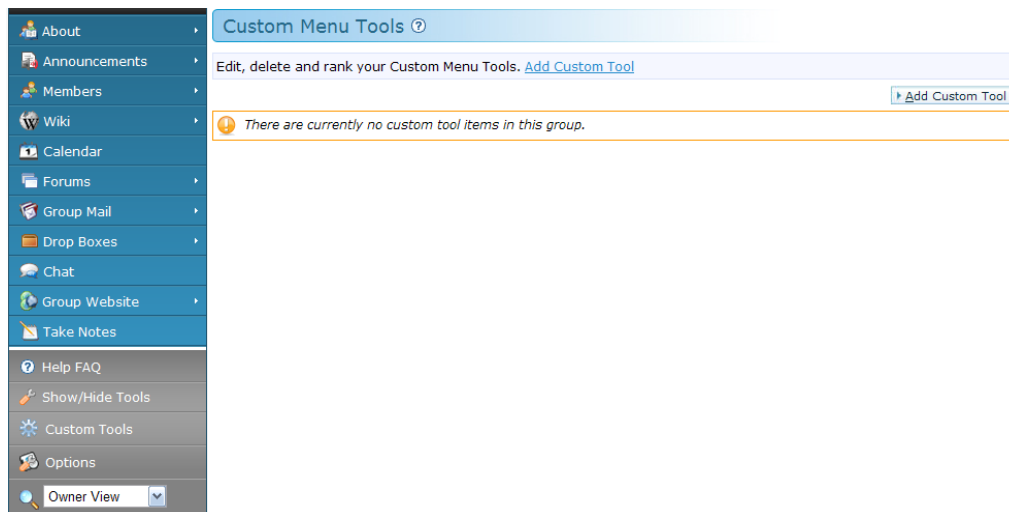 About
Announcements
Members
Wiki
Calendar
Forums
Group Mail
Drop Boxes
Chat
Group Website
Take Notes
Help FAQ
Show/Hide Tools
Custom Tools
Options
Owner View
Custom Menu Tools ?
Edit, delete and rank your Custom Menu Tools. Add Custom Tool
Add Custom Tool
There are currently no custom tool items in this group.